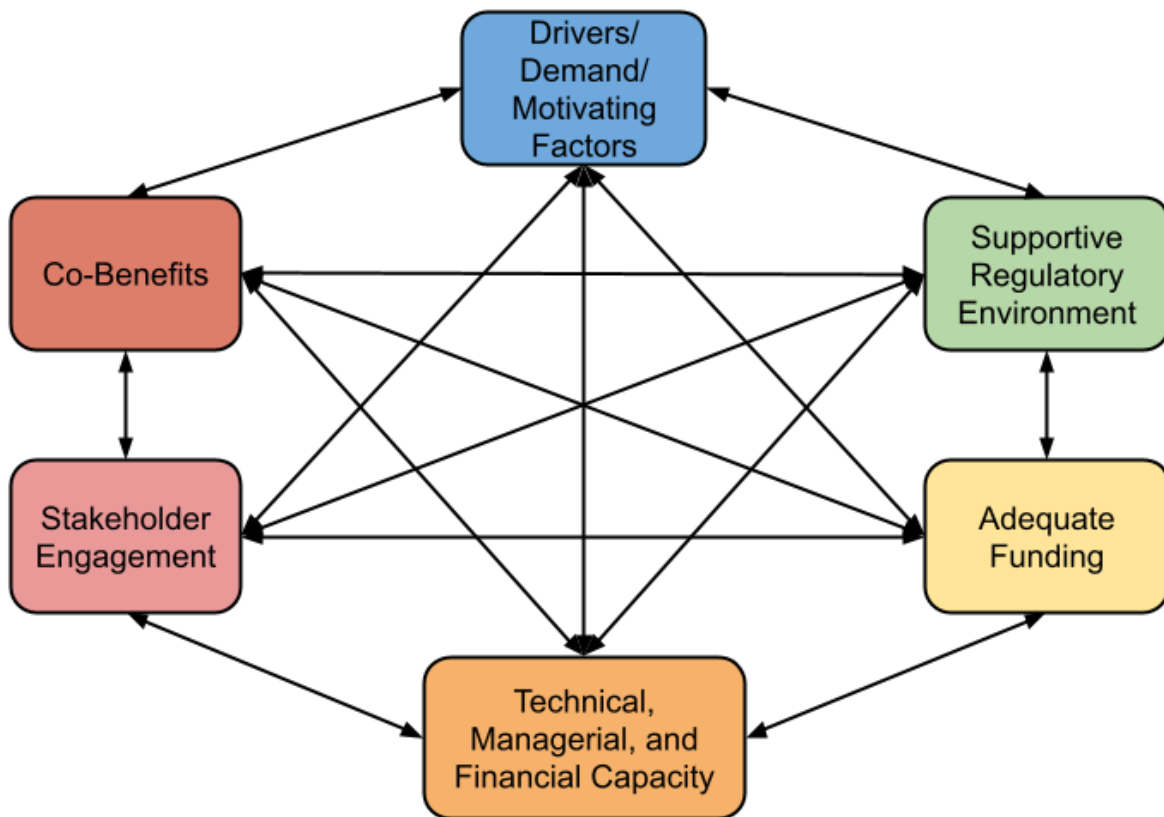 Drivers/
Demand/
Motivating
Factors
Co-Benefits
Supportive
Regulatory
Environment
Stakeholder
Engagement
Adequate
Funding
Technical,
Managerial, and
Financial Capacity